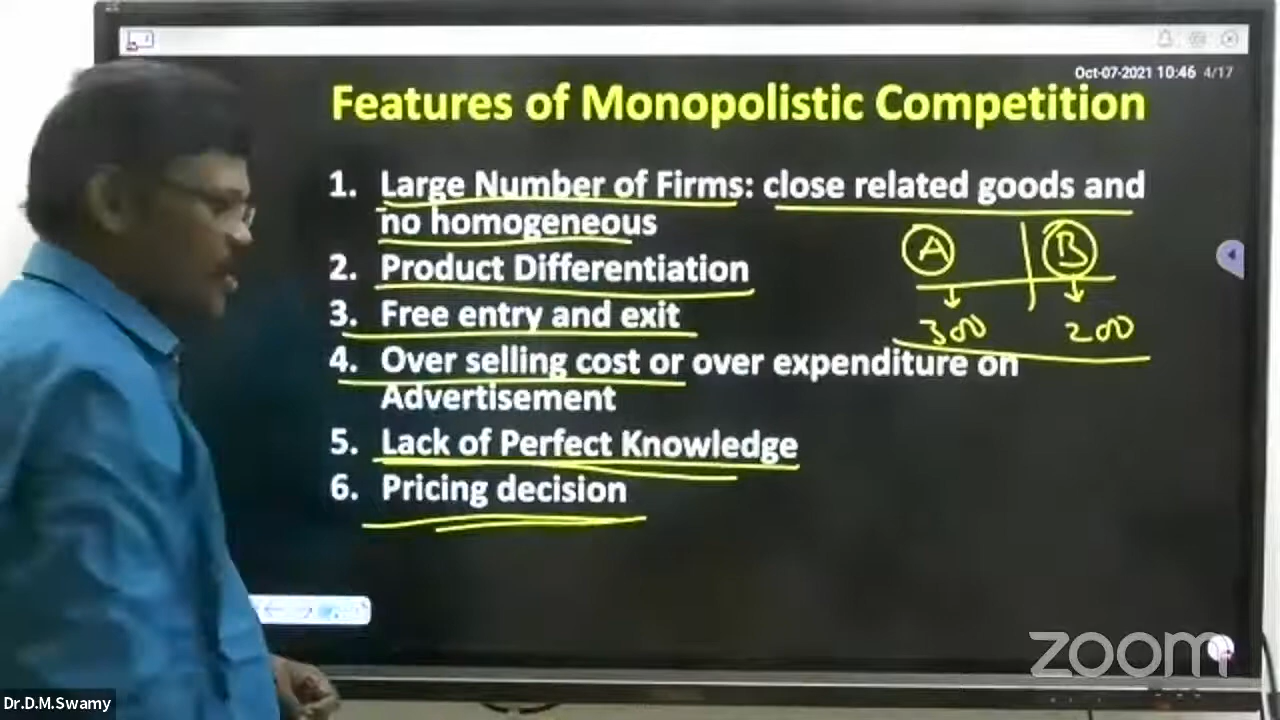 Oct-07-2021 10:46 4/17
Features of Monopolistic Competition
1. Large Number of Firms: close related goods and
no homogeneous
A B
2. Product Differentiation
3. Free entry and exit
300 200
4. Over selling cost or over expenditure on
Advertisement
5. Lack of Perfect Knowledge
6. Pricing decision
zoom
Dr.D.M.Swamy